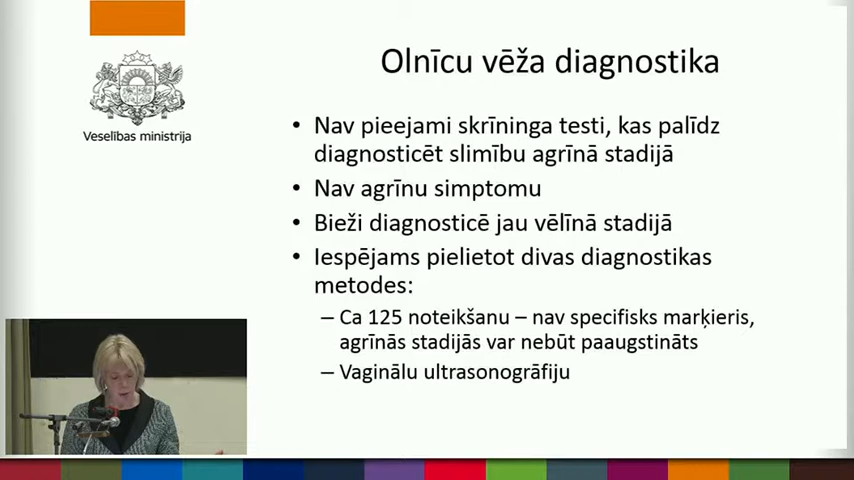 Olnīcu vēža diagnostika
Veselības ministrija
• Nav pieejami skrīninga testi, kas palīdz
diagnosticēt slimību agrīnā stadijā
• Nav agrīnu simptomu
• Bieži diagnosticē jau vēlīnā stadijā
• Iespējams pielietot divas diagnostikas
metodes:
– Ca 125 noteikšanu – nav specifisks marķieris,
agrīnās stadijās var nebūt paaugstināts
– Vaginālu ultrasonogrāfiju